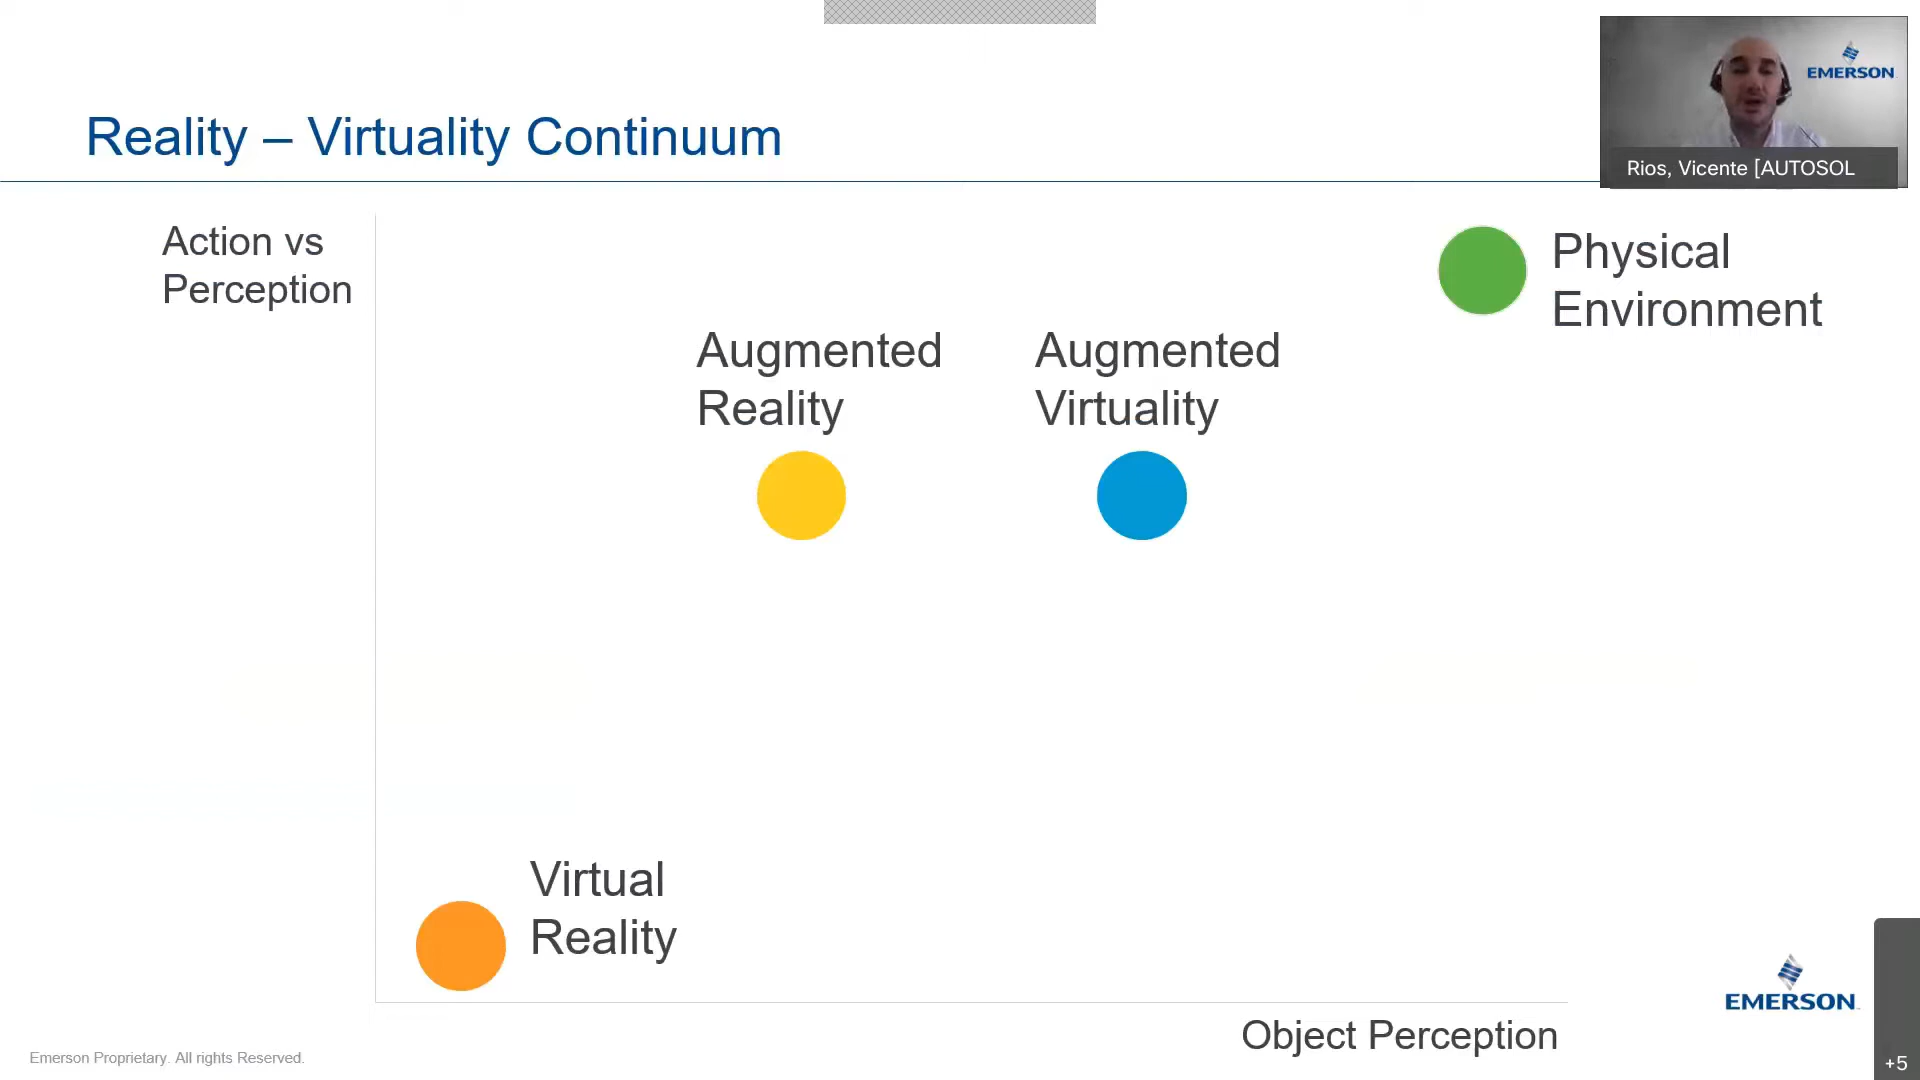 EMERSON
Reality – Virtuality Continuum
Rios, Vicente [AUTOSOL
Action vs
Perception
Physical
Environment
Augmented
Reality
Augmented
Virtuality
Virtual
Reality
EMERSON
Object Perception
Emerson Proprietary. All rights Reserved.
+5